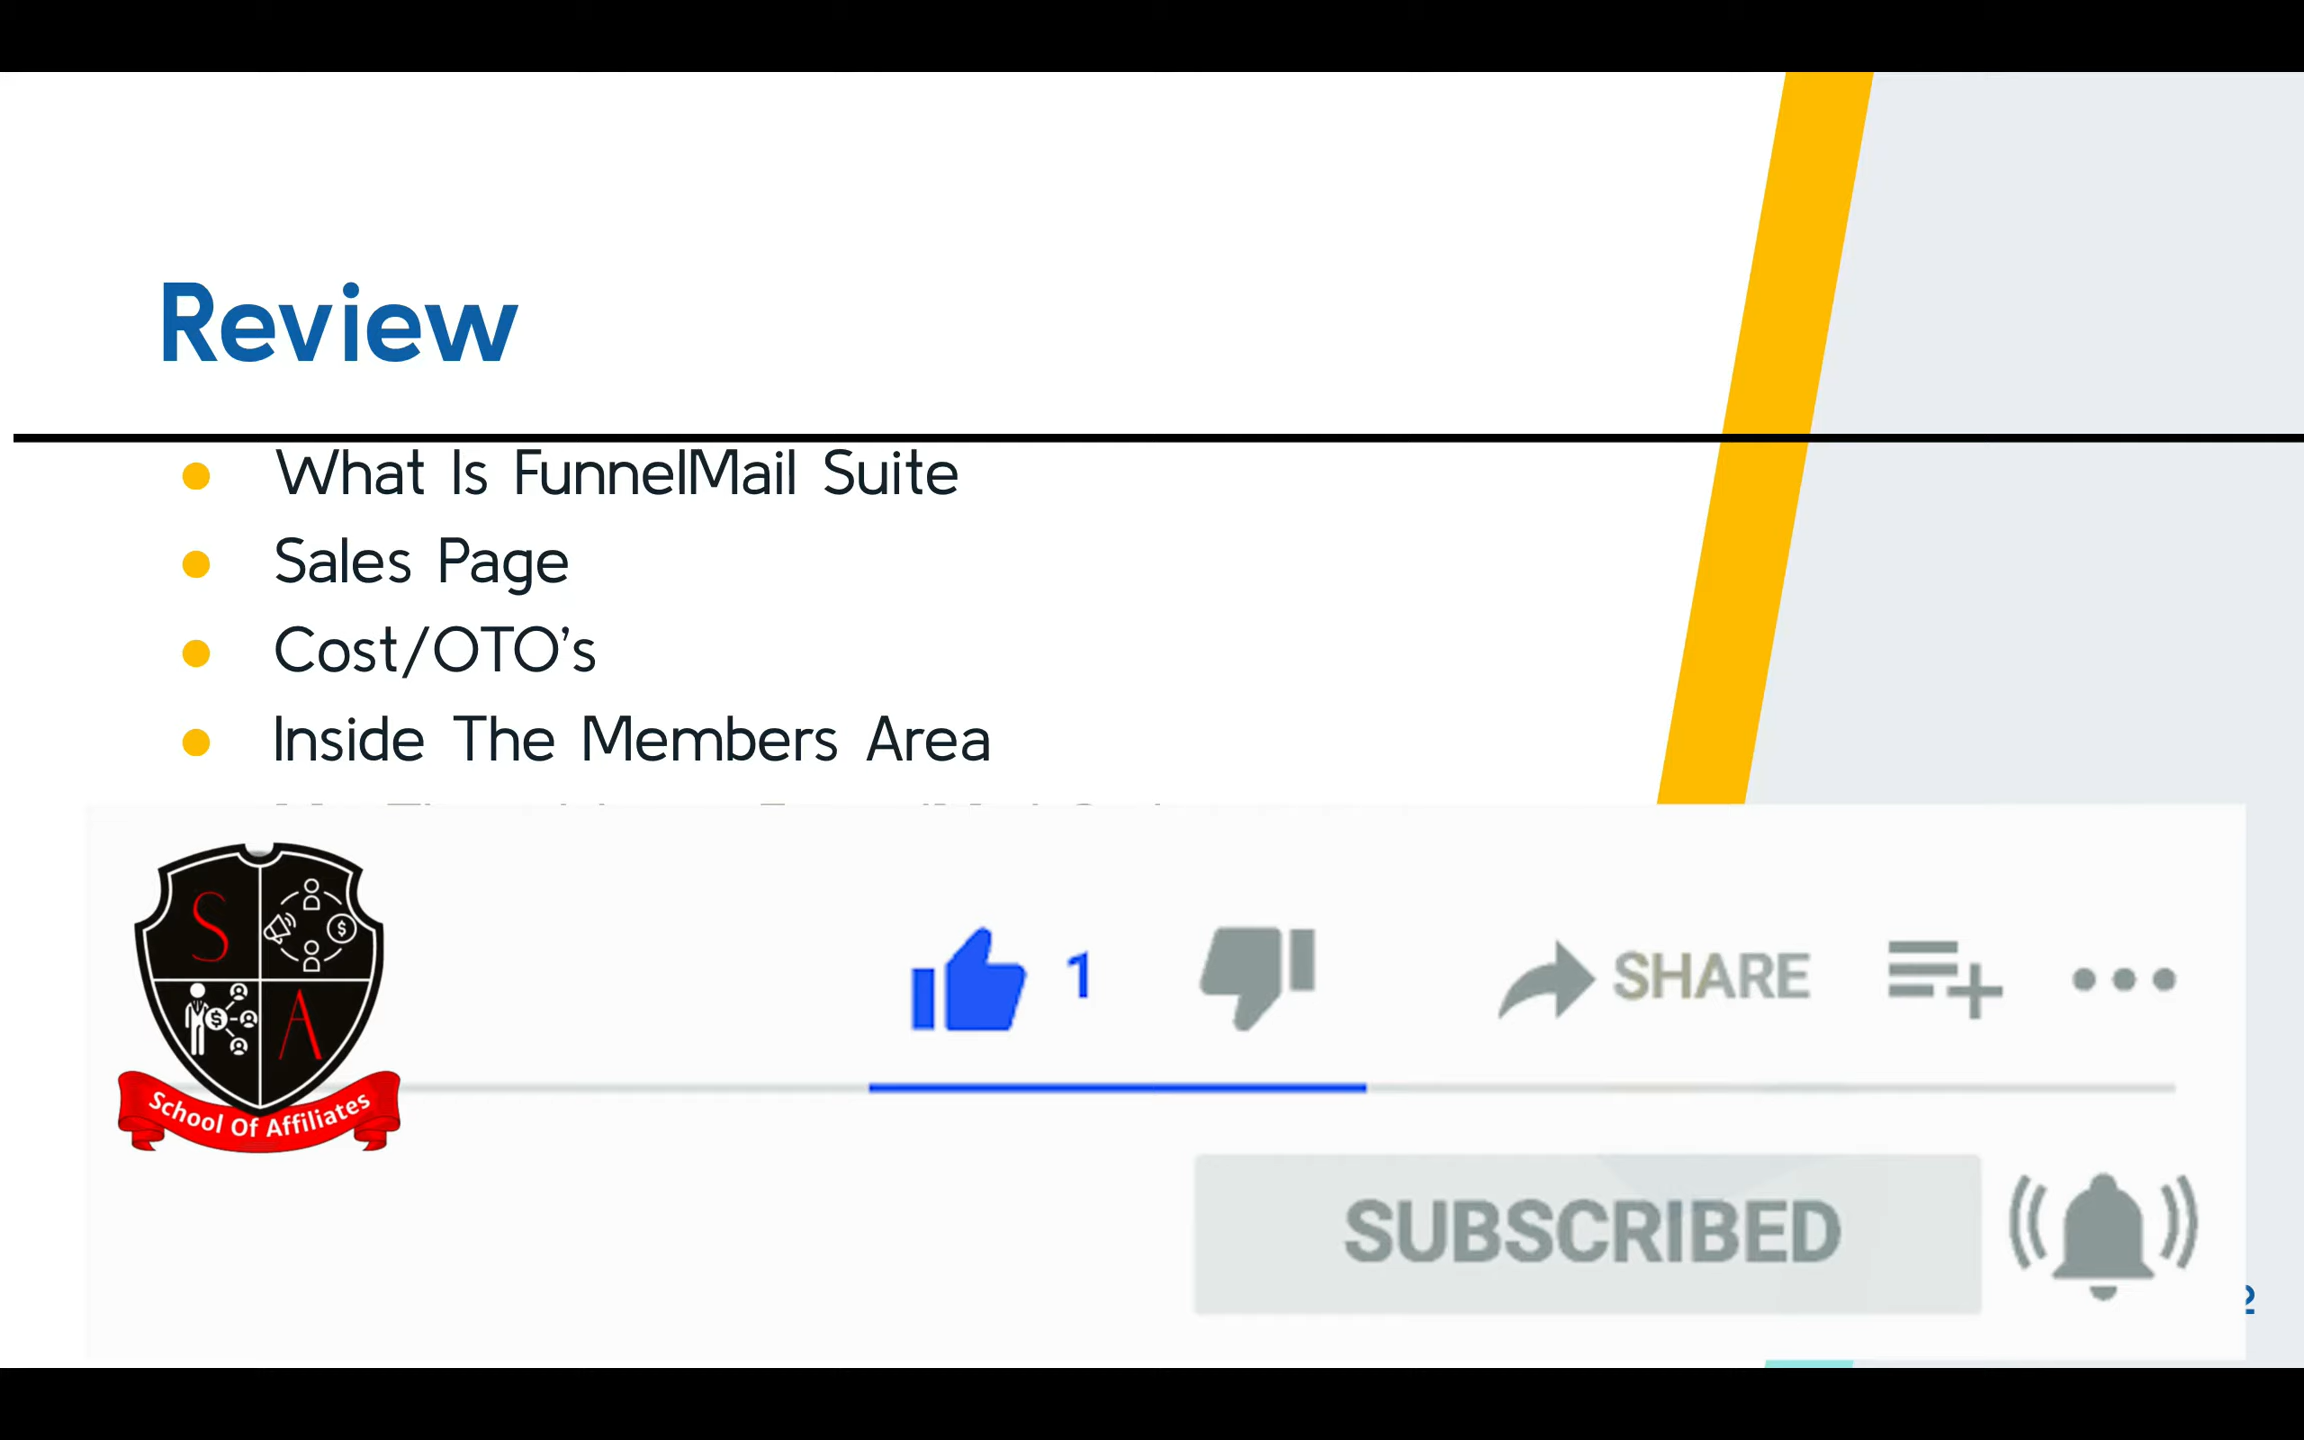 Review
What Is FunnelMail Suite
Sales Page
Cost/OTO's
Inside The Members Area
S
A
School Of Affiliates
1
SHARE
SUBSCRIBED
2